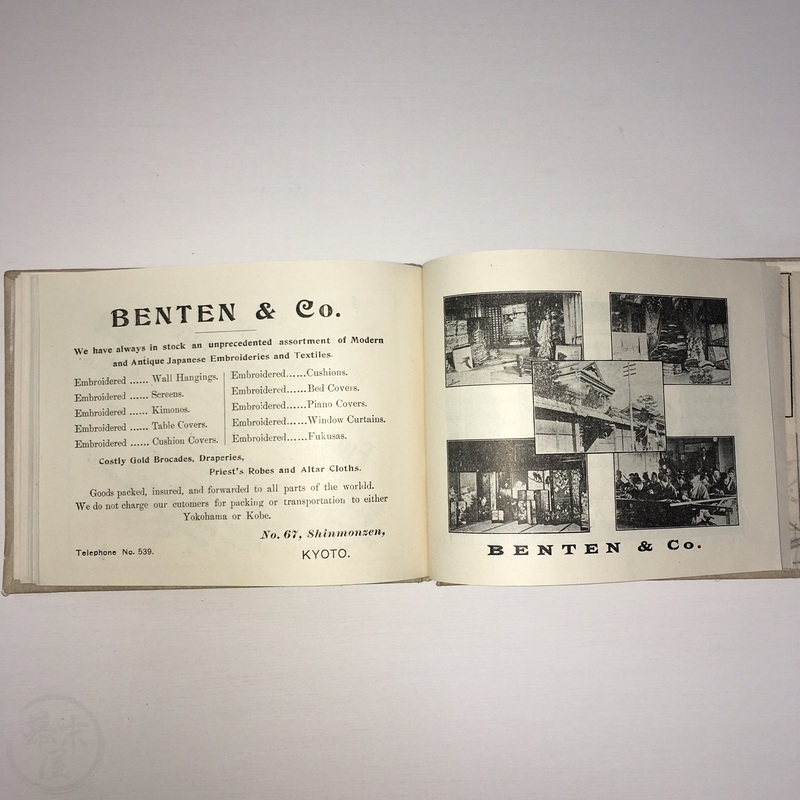 BENTEN & Co.
We have always in stock an unprecedented assortment of Modern
and Antique Japanese Embroideries and Textiles.
Embroidered ...... Wall Hangings.
Embroidered ...... Screens.
Embroidered ...... Kimonos.
Embroidered ...... Table Covers.
Embroidered ...... Cushion Covers.
Embroidered......Cushions.
Embroidered......Bed Covers.
Embroidered......Piano Covers.
Embroidered......Window Curtains.
Embroidered......Fukusas.
Costly Gold Brocades, Draperies,
Priest's Robes and Altar Cloths.
Goods packed, insured, and forwarded to all parts of the worldd.
We do not charge our cutomers for packing or transportation to either
Yokohama or Kobe.
No. 67, Shinmonzen,
Telephone No. 539.
KYOTO.
BENTEN & Co.
幕末屋